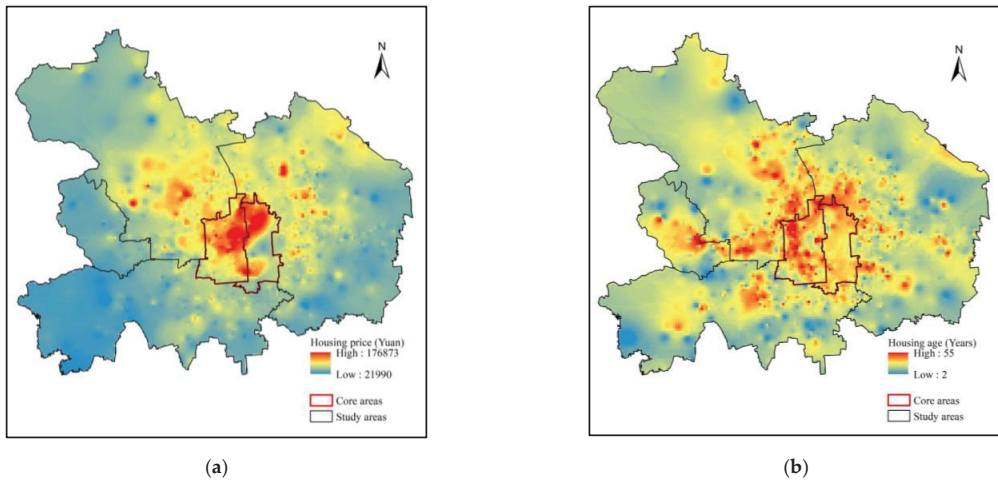 N
Housing price (Yuan)
High : 176873
Low : 21990
Core areas
Study areas
(a)
N
Housing age (Years)
High : 55
Low : 2
Core areas
Study areas
(b)